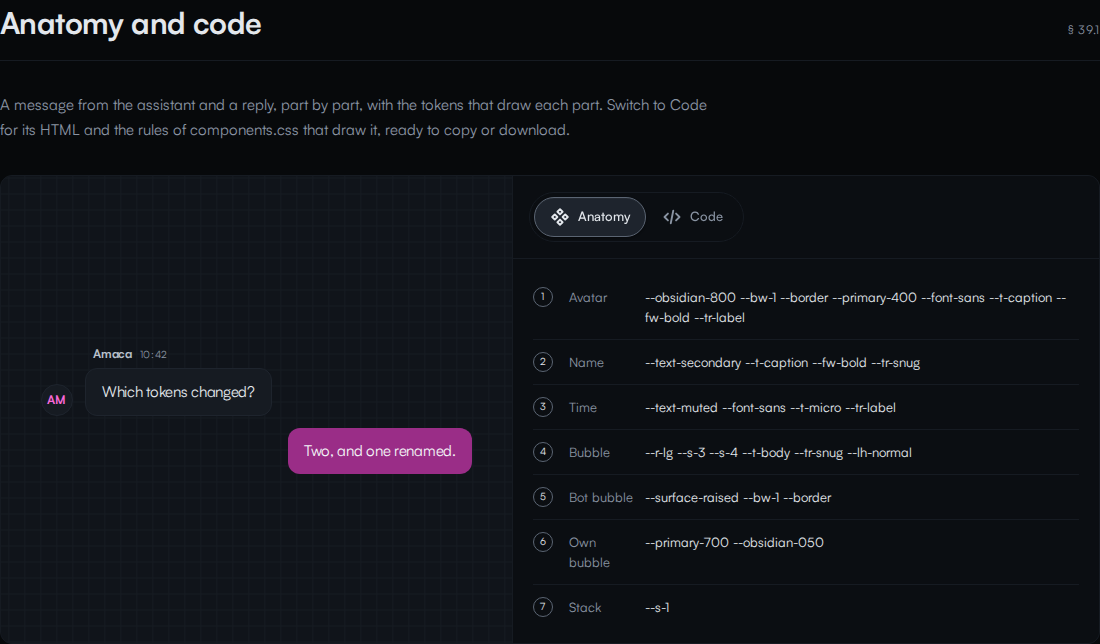 Anatomy and code
§ 39.1
A message from the assistant and a reply, part by part, with the tokens that draw each part. Switch to Code
for its HTML and the rules of components.css that draw it, ready to copy or download.
Anatomy
Code
Amaca 10:42
AM
Which tokens changed?
Two, and one renamed.
1 Avatar --obsidian-800 --bw-1 --border --primary-400 --font-sans --t-caption --
fw-bold --tr-label
2 Name --text-secondary --t-caption --fw-bold --tr-snug
3 Time --text-muted --font-sans --t-micro --tr-label
4 Bubble --r-lg --s-3 --s-4 --t-body --tr-snug --lh-normal
5 Bot bubble --surface-raised --bw-1 --border
6 Own --primary-700 --obsidian-050
bubble
7 Stack --s-1